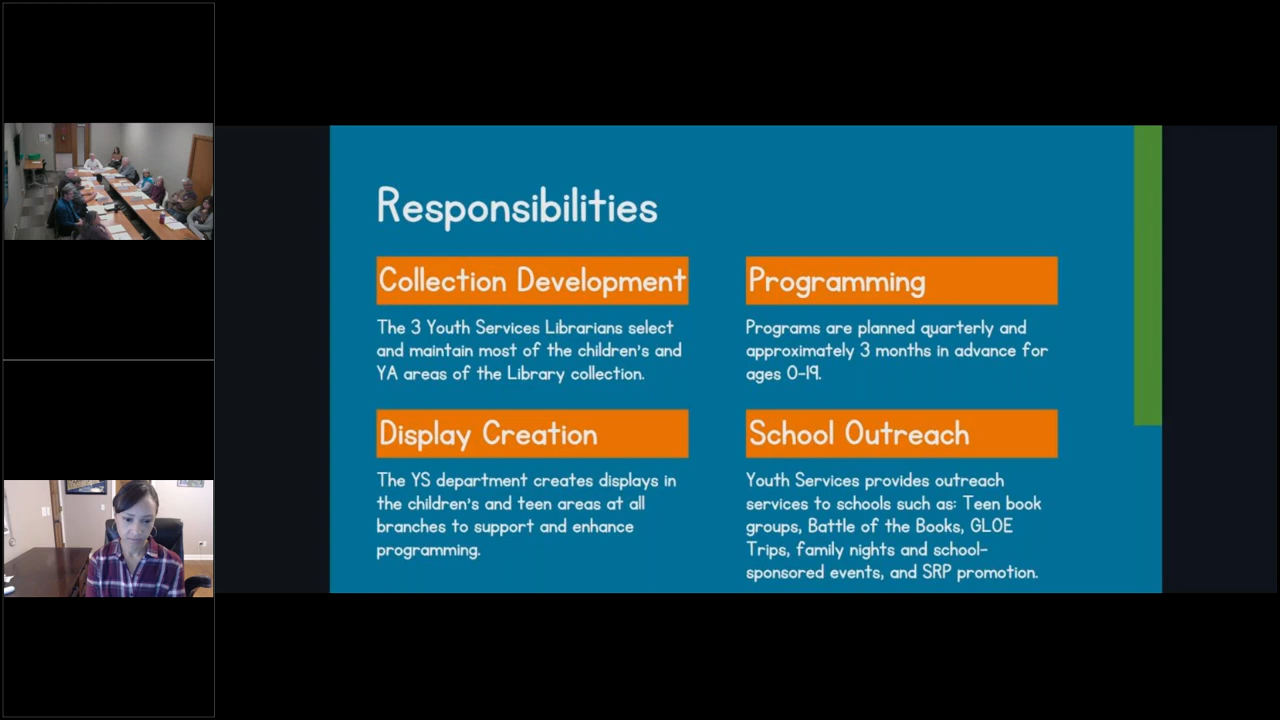 Responsibilities
Collection Development
The 3 Youth Services Librarians select
and maintain most of the children's and
YA areas of the Library collection.
Programming
Programs are planned quarterly and
approximately 3 months in advance for
ages 0-19.
Display Creation
The YS department creates displays in
the children's and teen areas at all
branches to support and enhance
programming.
School Outreach
Youth Services provides outreach
services to schools such as: Teen book
groups, Battle of the Books, GLOE
Trips, family nights and school-
sponsored events, and SRP promotion.